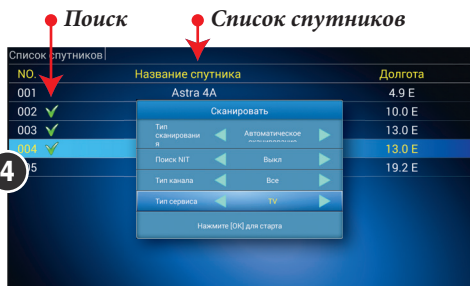 Поиск
Список спутников
Список спутников
NO. Название спутника Долгота
001 Astra 4A 4.9 E
002 10.0 E
003 13.0 E
004 13.0 E
5 19.2 E
4
Сканировать
Тип
сканировани
я
Автоматическое
Поиск NIT Выкл
Тип канала Все
Тип сервиса TV
Нажмите [OK] для старта